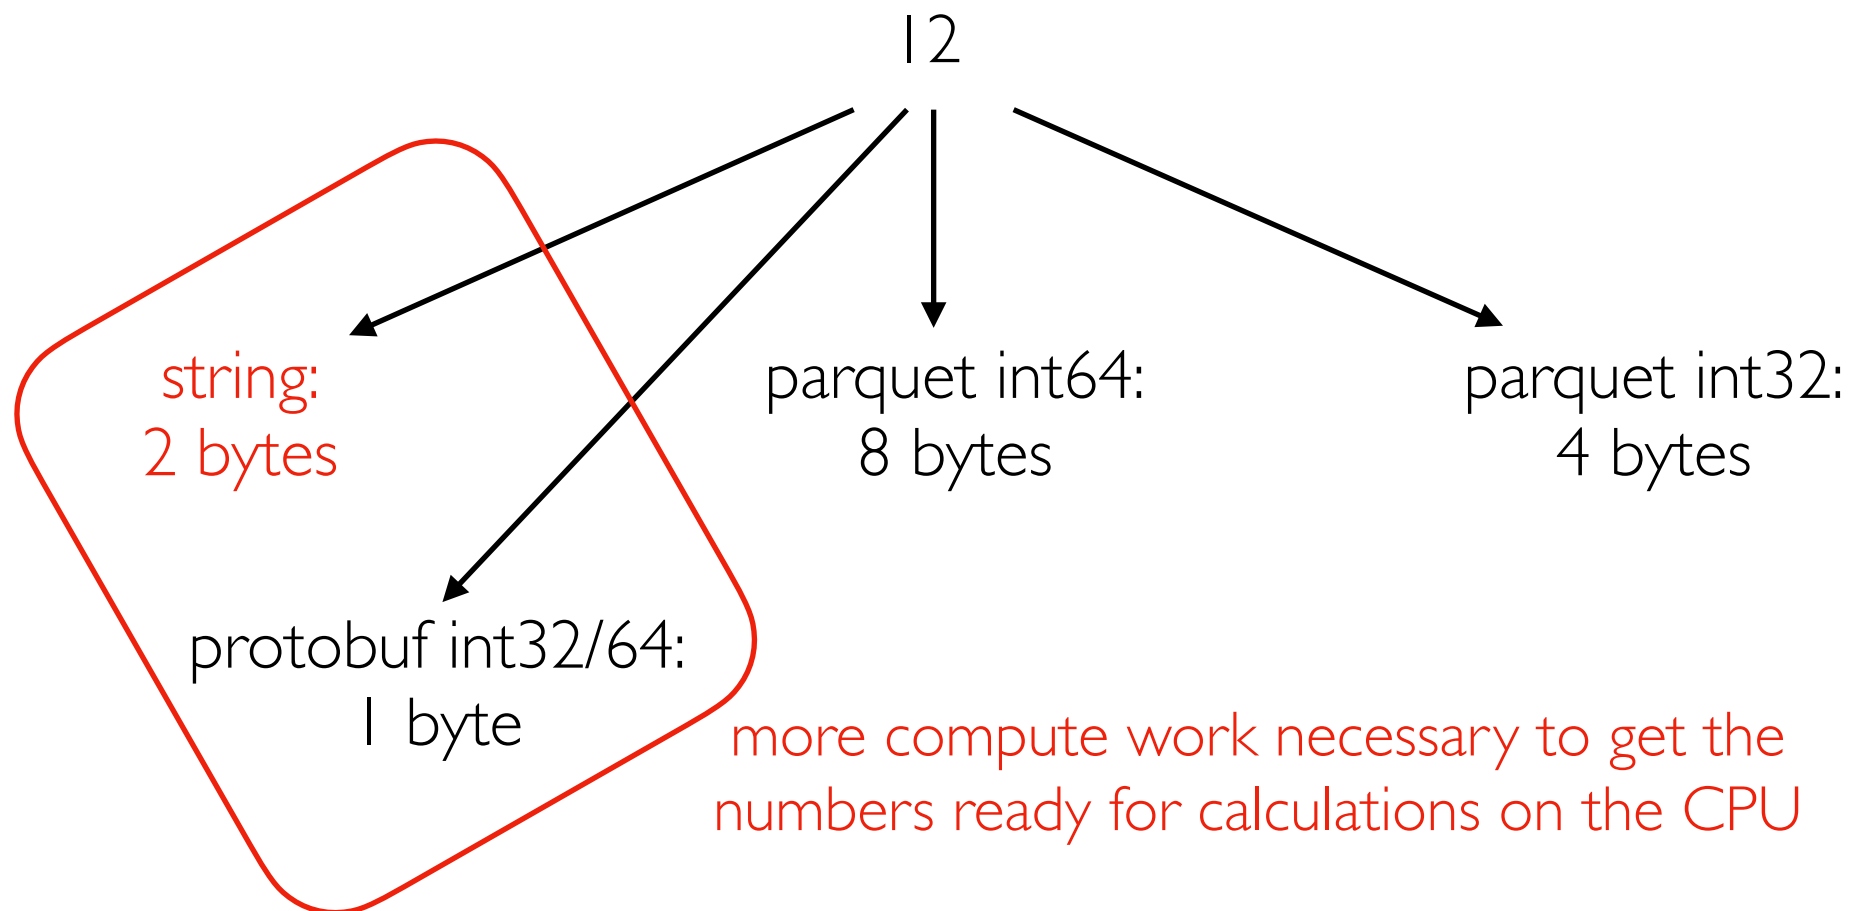 12
string:
2 bytes
parquet int64:
8 bytes
parquet int32:
4 bytes
protobuf int32/64:
1 byte
more compute work necessary to get the
numbers ready for calculations on the CPU